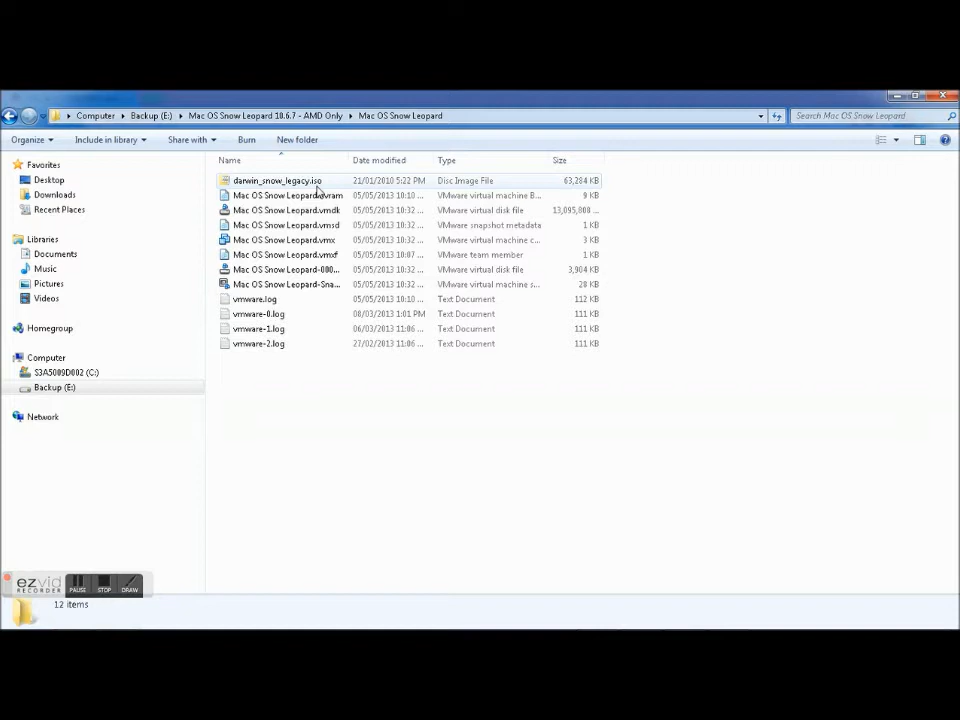 Computer Backup (E:) Mac OS Snow Leopard 10.6.7 - AMD Only Mac OS Snow Leopard Search Mac OS Snow Leopard
Organize Include in library Share with Burn New folder
Name Date modified Type Size
Favorites
Desktop
Downloads
Recent Places
Libraries
Documents
Music
Pictures
Videos
Homegroup
Computer
S3A5009D002 (C:)
Backup (E:)
Network
darwin_snow_legacy.iso 21/01/2010 5:22 PM Disc Image File 63,284 KB
Mac OS Snow Leopard.nvram 05/05/2013 10:10 ... VMware virtual machine B... 9 KB
Mac OS Snow Leopard.vmdk 05/05/2013 10:32 ... VMware virtual disk file 13,095,808 ...
Mac OS Snow Leopard.vmsd 05/05/2013 10:32 ... VMware snapshot metadata 1 KB
Mac OS Snow Leopard.vmx 05/05/2013 10:32 ... VMware virtual machine c... 3 KB
Mac OS Snow Leopard.vmxf 05/05/2013 10:07 ... VMware team member 1 KB
Mac OS Snow Leopard-000... 05/05/2013 10:32 ... VMware virtual disk file 3,904 KB
Mac OS Snow Leopard-Sna... 05/05/2013 10:32 ... VMware virtual machine s... 28 KB
vmware.log 05/05/2013 10:10 ... Text Document 112 KB
vmware-0.log 08/03/2013 1:01 PM Text Document 111 KB
vmware-1.log 06/03/2013 11:06 ... Text Document 111 KB
vmware-2.log 27/02/2013 11:06 ... Text Document 111 KB
ezvid
RECORDER
PAUSE STOP DRAW
12 items